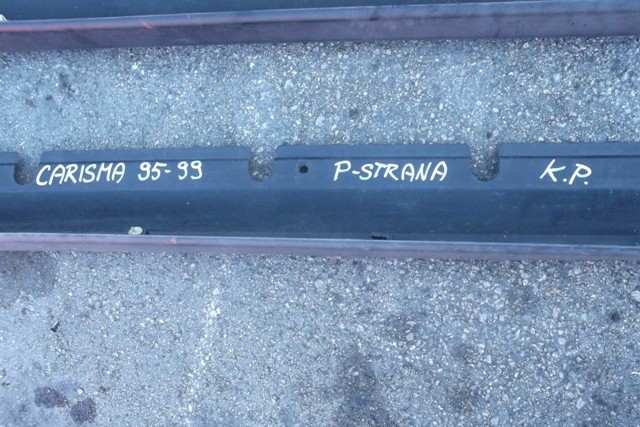 CARISMA 95-99 P-STRANA K.P.